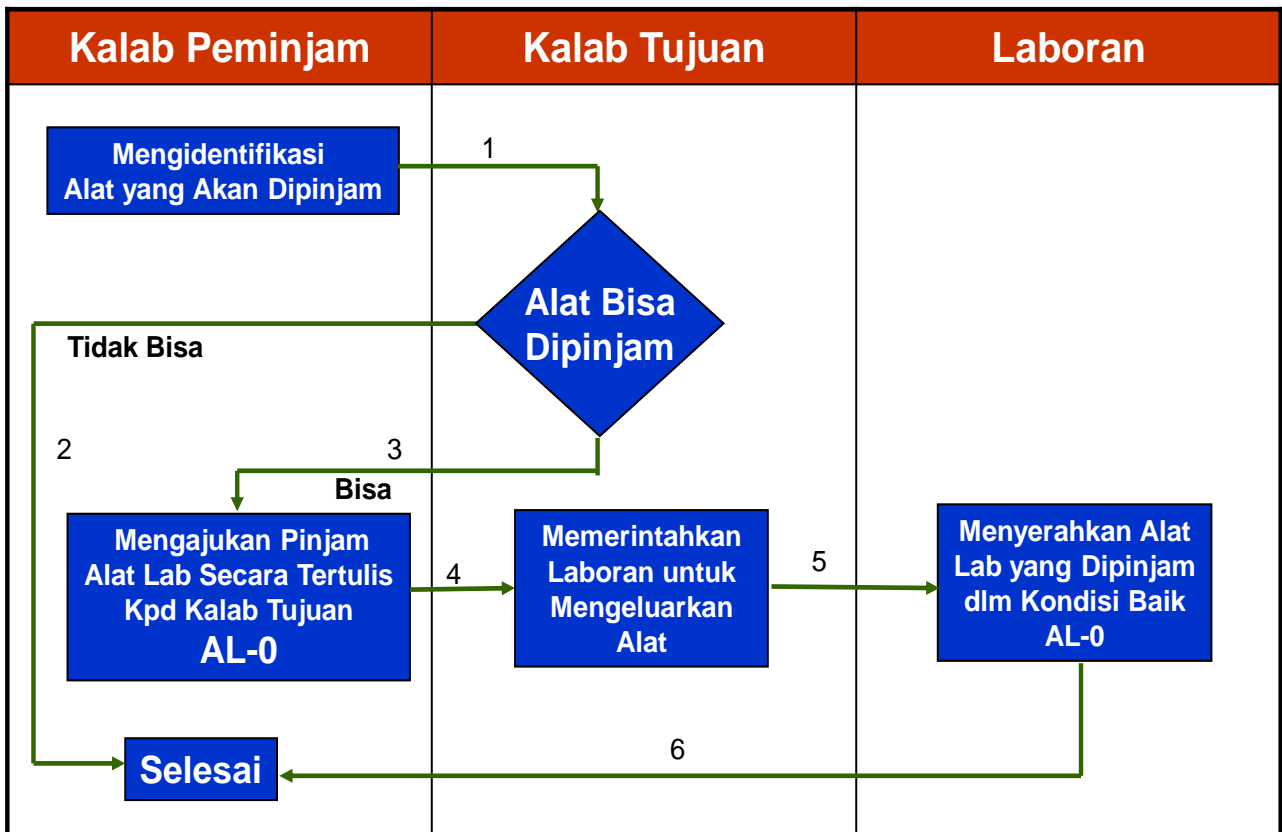 Kalab Peminjam
Kalab Tujuan
Laboran
Mengidentifikasi
Alat yang Akan Dipinjam
1
Alat Bisa
Dipinjam
Tidak Bisa
2
3
Bisa
Mengajukan Pinjam
Alat Lab Secara Tertulis
Kpd Kalab Tujuan
AL-0
4
Memerintahkan
Laboran untuk
Mengeluarkan
Alat
5
Menyerahkan Alat
Lab yang Dipinjam
dlm Kondisi Baik
AL-0
6
Selesai